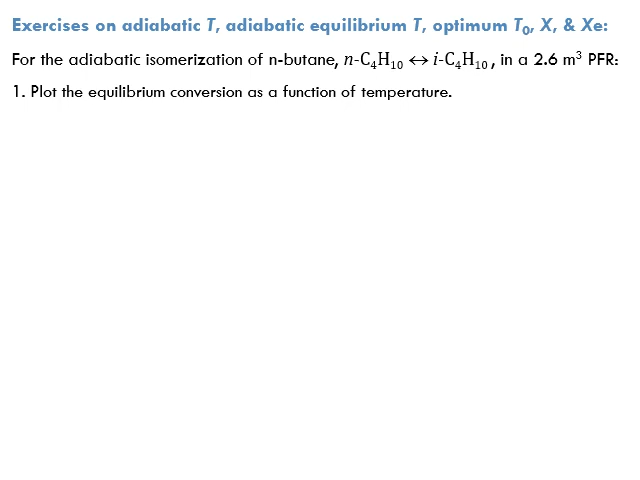 Exercises on adiabatic T, adiabatic equilibrium T, optimum T₀, X, & Xe:
For the adiabatic isomerization of n-butane, n-C₄H₁₀ ↔ i-C₄H₁₀, in a 2.6 m³ PFR:
1. Plot the equilibrium conversion as a function of temperature.